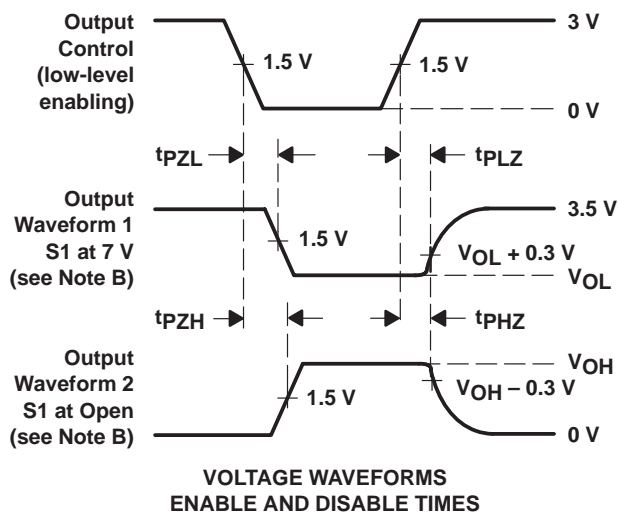 Output
Control
(low-level
enabling)
1.5 V
1.5 V
3 V
0 V
tPZL
tPLZ
Output
Waveform 1
S1 at 7 V
(see Note B)
1.5 V
3.5 V
VOL + 0.3 V
VOL
tPZH
tPHZ
Output
Waveform 2
S1 at Open
(see Note B)
1.5 V
VOH
VOH – 0.3 V
0 V
VOLTAGE WAVEFORMS
ENABLE AND DISABLE TIMES